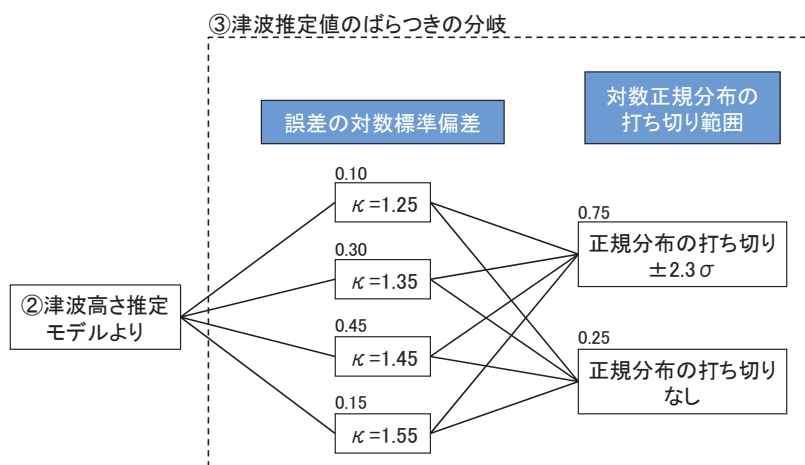 ③津波推定値のばらつきの分岐
誤差の対数標準偏差
対数正規分布の
打ち切り範囲
0.10
κ=1.25
0.30
κ=1.35
0.45
κ=1.45
0.15
κ=1.55
②津波高さ推定
モデルより
0.75
正規分布の打ち切り
±2.3σ
0.25
正規分布の打ち切り
なし